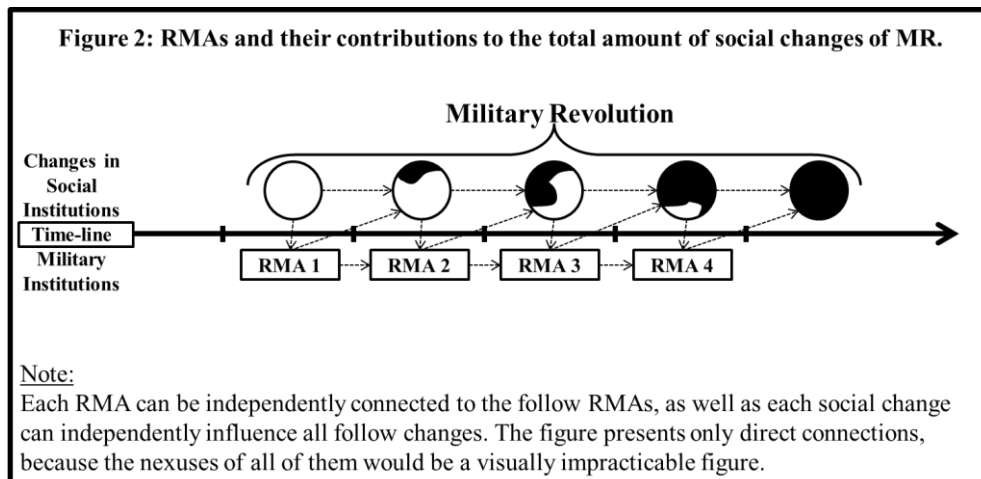 Figure 2: RMAs and their contributions to the total amount of social changes of MR.
Military Revolution
Changes in
Social
Institutions
Time-line
Military
Institutions
RMA 1
RMA 2
RMA 3
RMA 4
Note:
Each RMA can be independently connected to the follow RMAs, as well as each social change
can independently influence all follow changes. The figure presents only direct connections,
because the nexuses of all of them would be a visually impracticable figure.